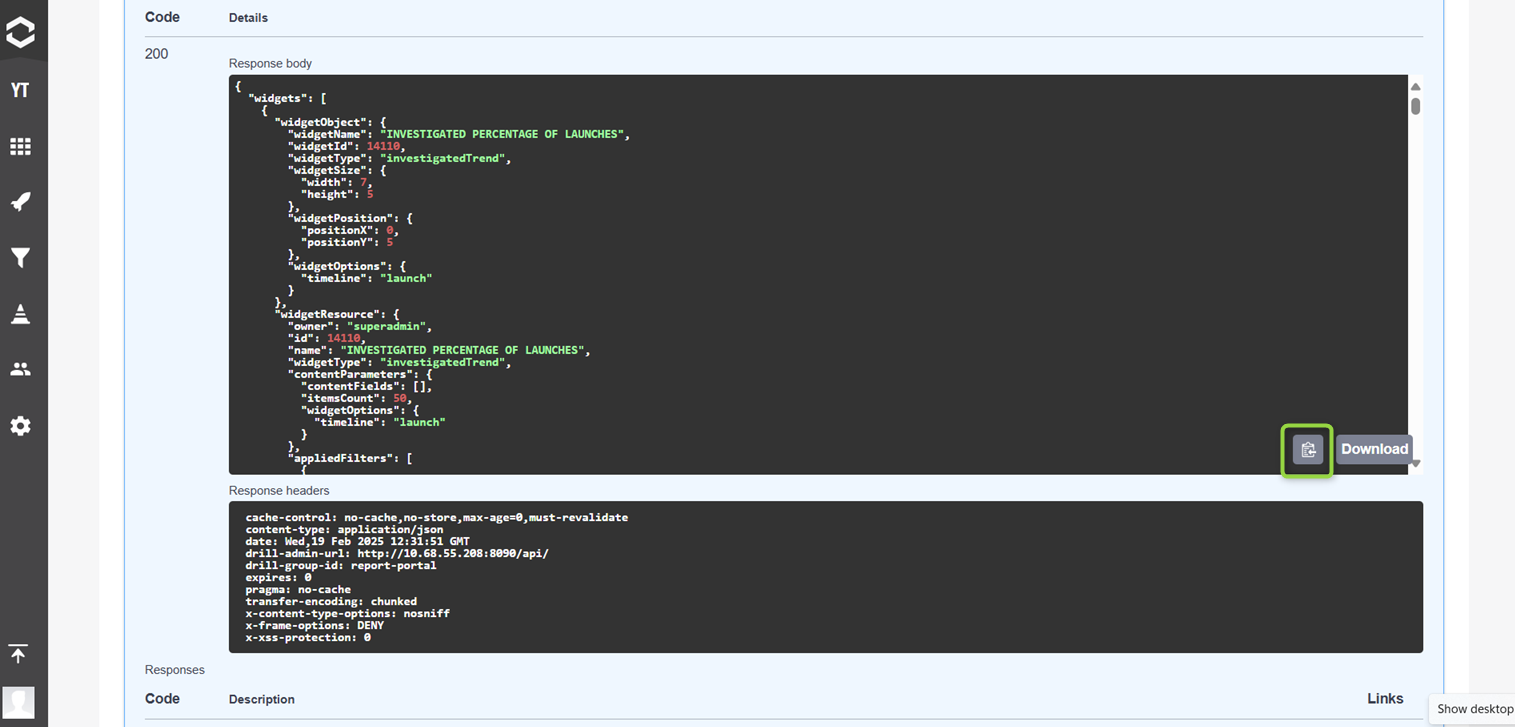 Code Details
200
Response body
{
"widgets": [
{
"widgetObject": {
"widgetName": "INVESTIGATED PERCENTAGE OF LAUNCHES",
"widgetId": 14110,
"widgetType": "investigatedTrend",
"widgetSize": {
"width": 7,
"height": 5
},
"widgetPosition": {
"positionX": 0,
"positionY": 5
},
"widgetOptions": {
"timeline": "launch"
}
},
"widgetResource": {
"owner": "superadmin",
"id": 14110,
"name": "INVESTIGATED PERCENTAGE OF LAUNCHES",
"widgetType": "investigatedTrend",
"contentParameters": {
"contentFields": [],
"itemsCount": 50,
"widgetOptions": {
"timeline": "launch"
}
},
"appliedFilters": [
{
Download
Response headers
cache-control: no-cache,no-store,max-age=0,must-revalidate
content-type: application/json
date: Wed,19 Feb 2025 12:31:51 GMT
drill-admin-url: http://10.68.55.208:8090/api/
drill-group-id: report-portal
expires: 0
pragma: no-cache
transfer-encoding: chunked
x-content-type-options: nosniff
x-frame-options: DENY
x-xss-protection: 0
Responses
Code Description Links
YT
Show desktop